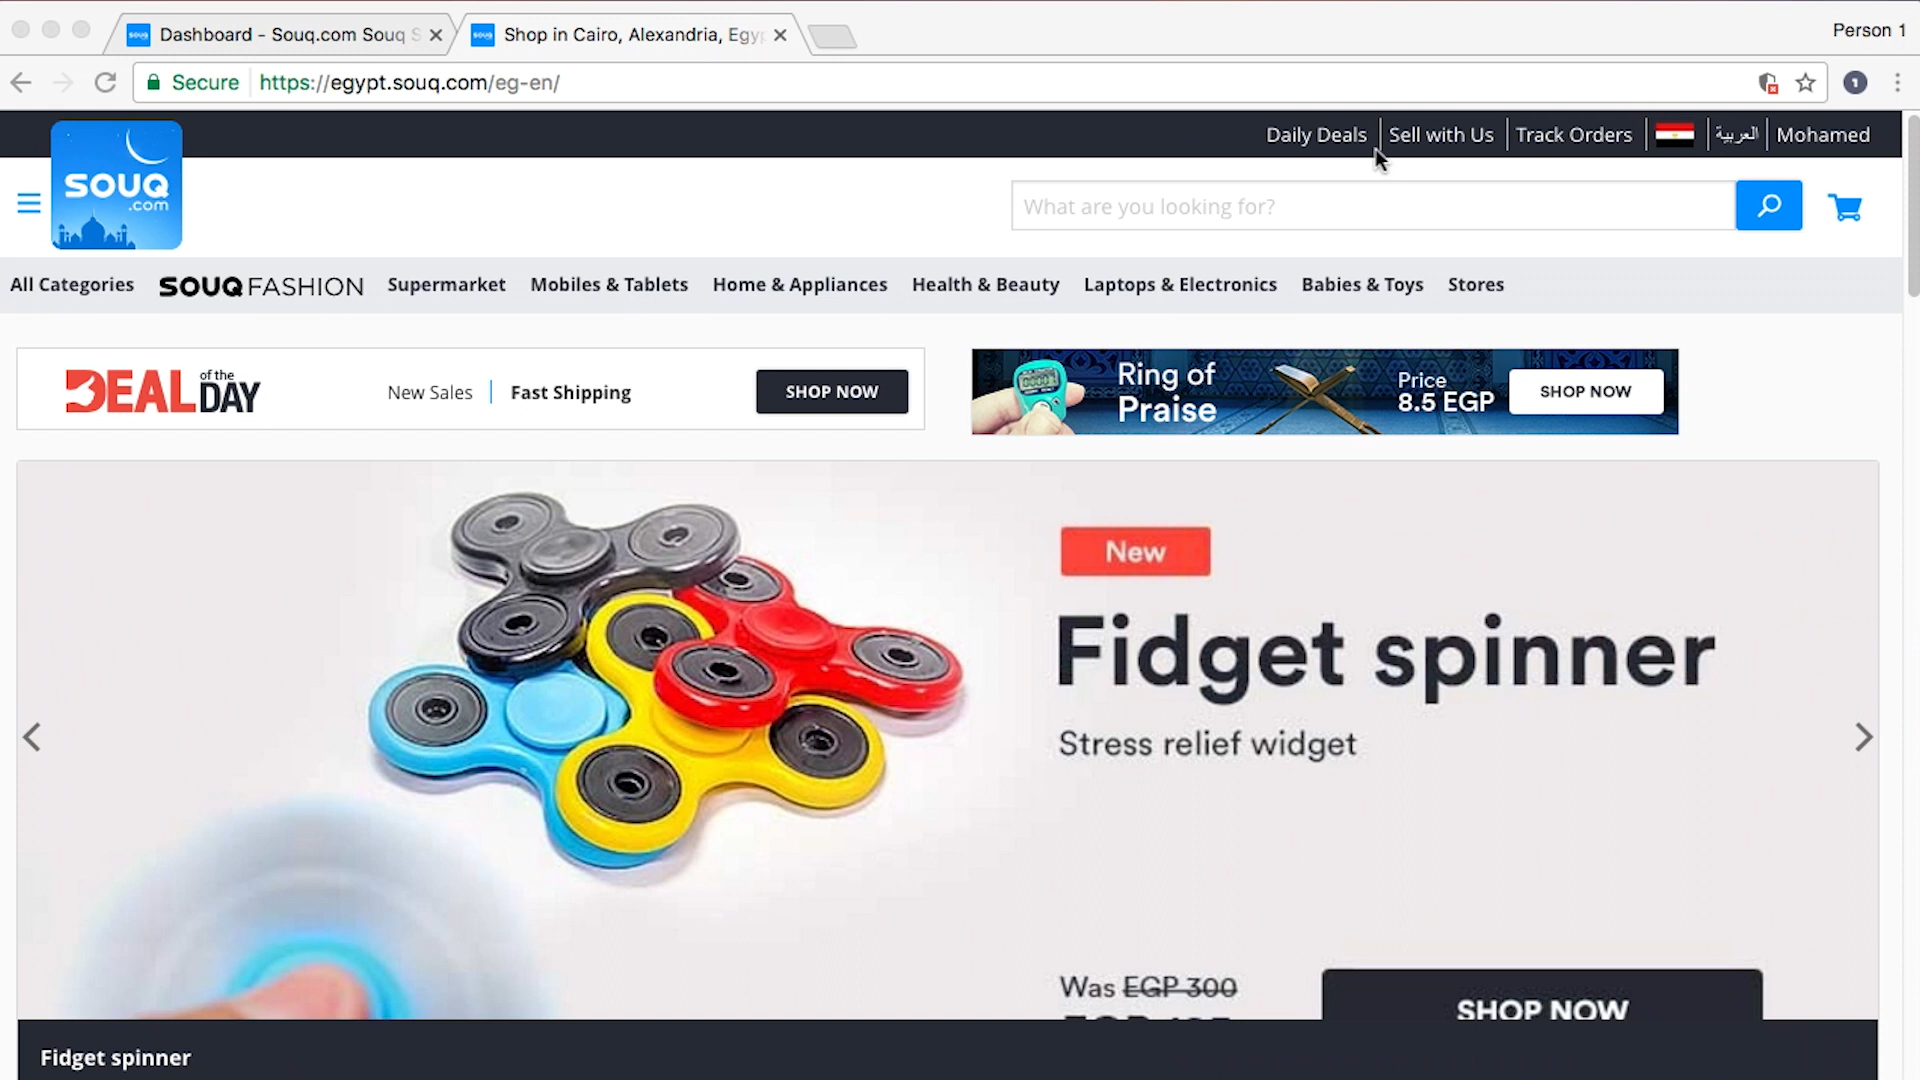 Dashboard - Souq.com Souq S
Shop in Cairo, Alexandria, Egyp
Person 1
Secure
https://egypt.souq.com/eg-en/
1
Daily Deals
Sell with Us
Track Orders
العربية
Mohamed
SOUQ
.com
What are you looking for?
All Categories
SOUQ FASHION
Supermarket
Mobiles & Tablets
Home & Appliances
Health & Beauty
Laptops & Electronics
Babies & Toys
Stores
DEAL of the DAY
New Sales
Fast Shipping
SHOP NOW
Ring of
Praise
Price
8.5 EGP
SHOP NOW
New
Fidget spinner
Stress relief widget
Was EGP 300
SHOP NOW
Fidget spinner